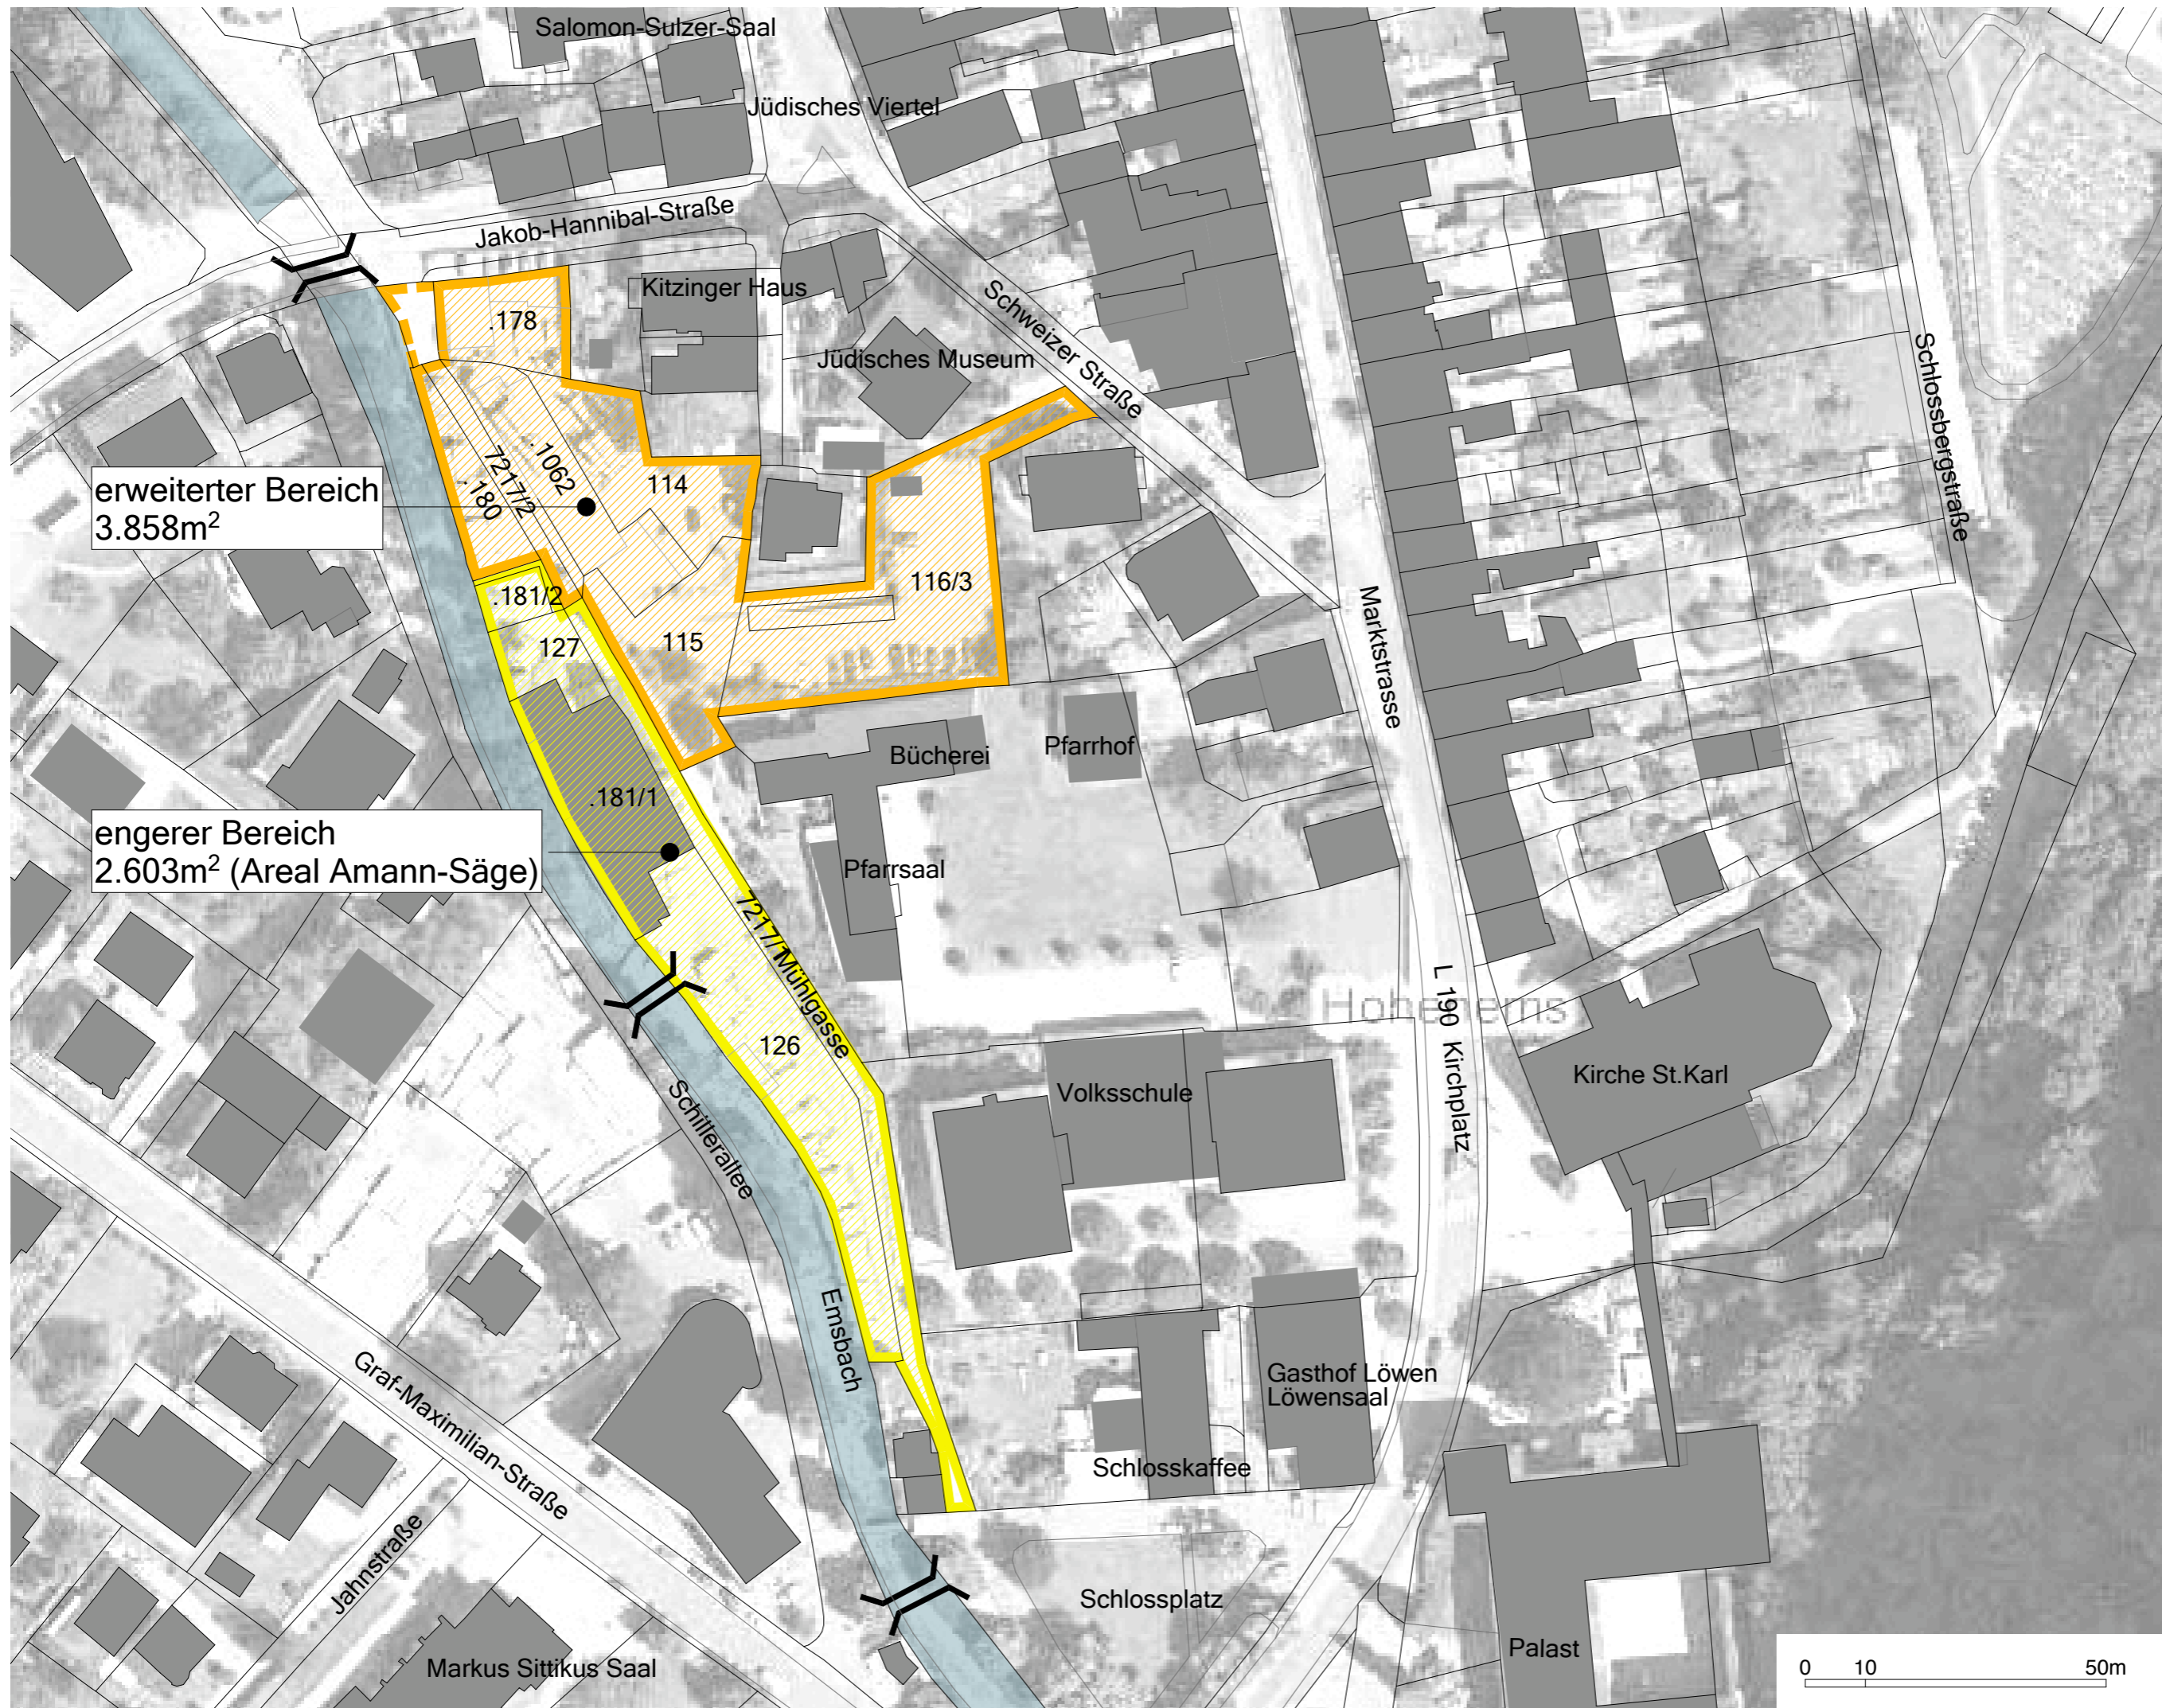 Salomon-Sulzer-Saal
Jüdisches Viertel
Jakob-Hannibal-Straße
Kitzinger Haus
.178
Schweizer Straße
Jüdisches Museum
Schlossbergstraße
erweiterter Bereich
3.858m²
.180
7217/2
.1062
114
116/3
.181/2
127
115
Marktstrasse
Bücherei
Pfarrhof
.181/1
engerer Bereich
2.603m² (Areal Amann-Säge)
Pfarrsaal
7217/1
Mühlgasse
L 190 Kirchplatz
Hohenems
126
Schillerallee
Volksschule
Kirche St.Karl
Emsbach
Graf-Maximilian-Straße
Gasthof Löwen
Löwensaal
Schlosskaffee
Jahnstraße
Schlossplatz
Palast
Markus Sittikus Saal
0 10 50m